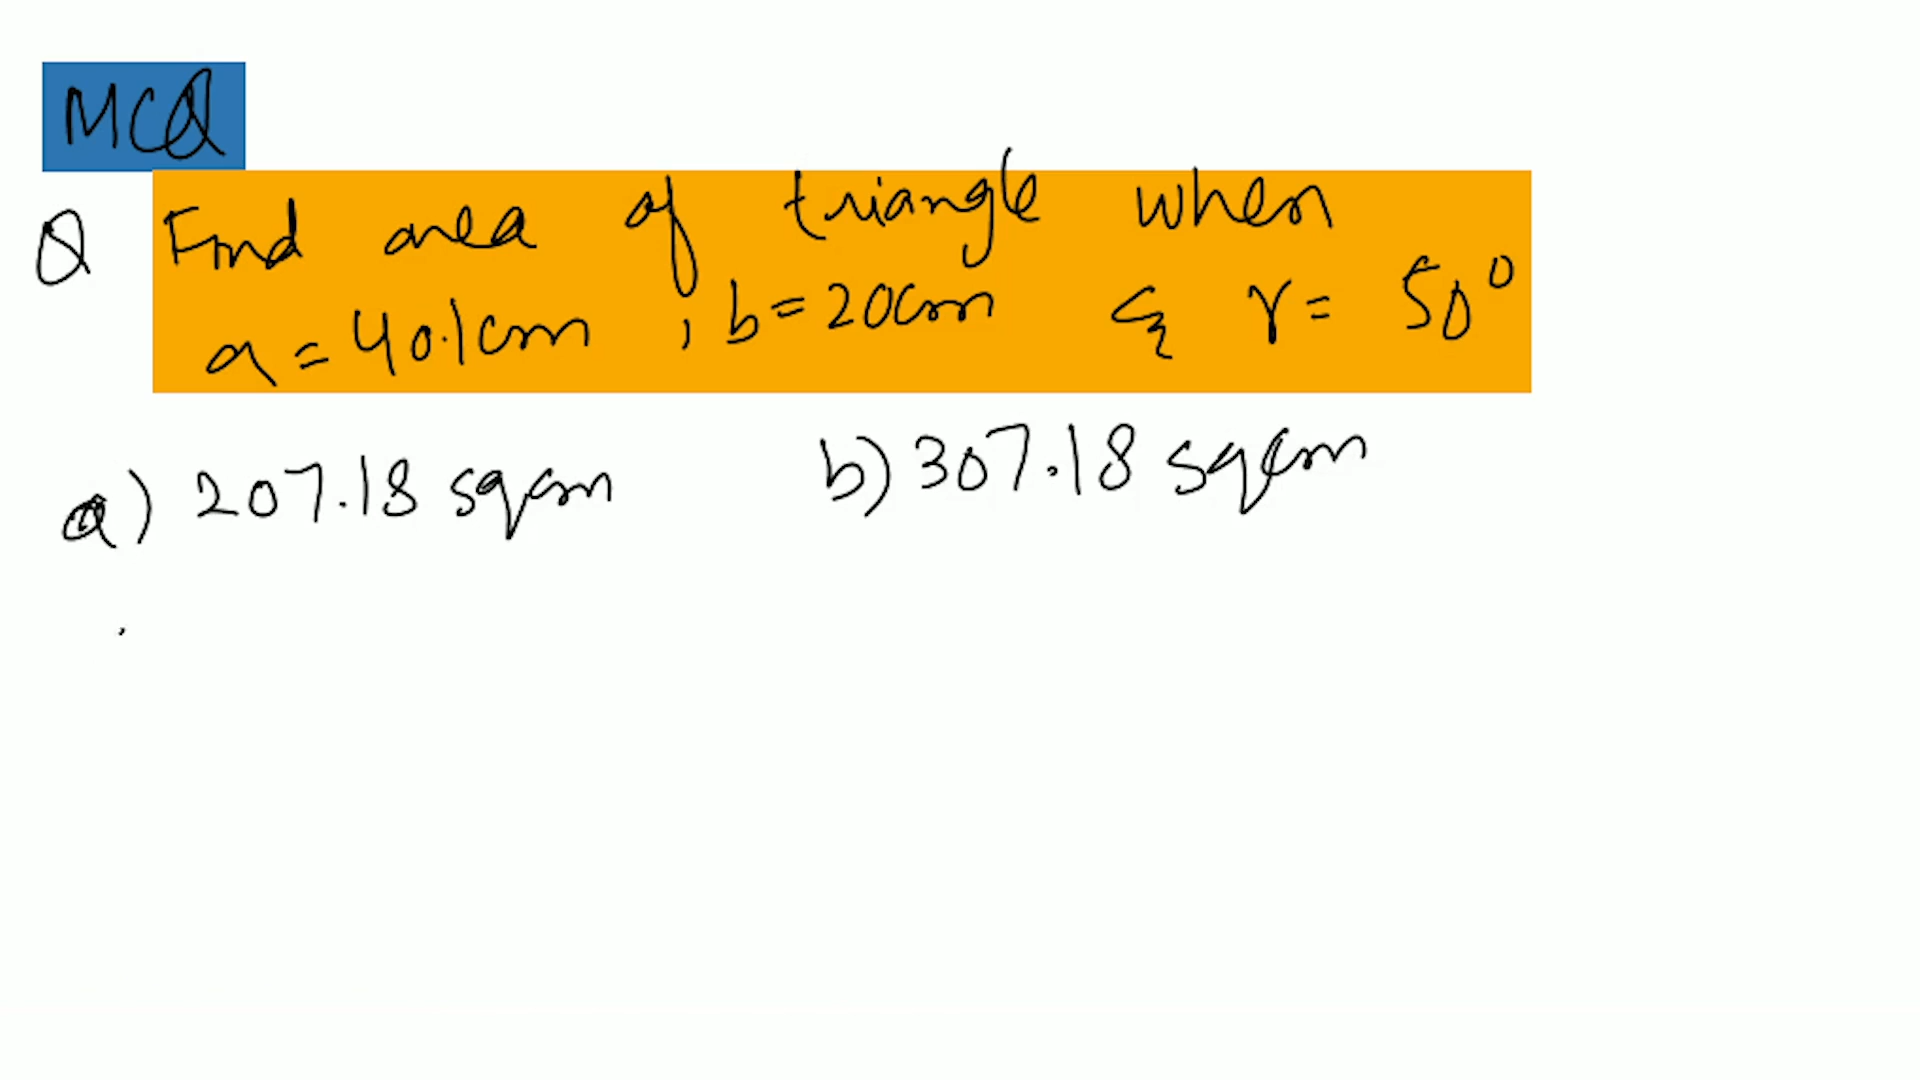 MCQ
Q Find area of triangle when
a = 40.1cm , b = 20cm & γ = 50°
a) 207.18 sqcm b) 307.18 sqcm